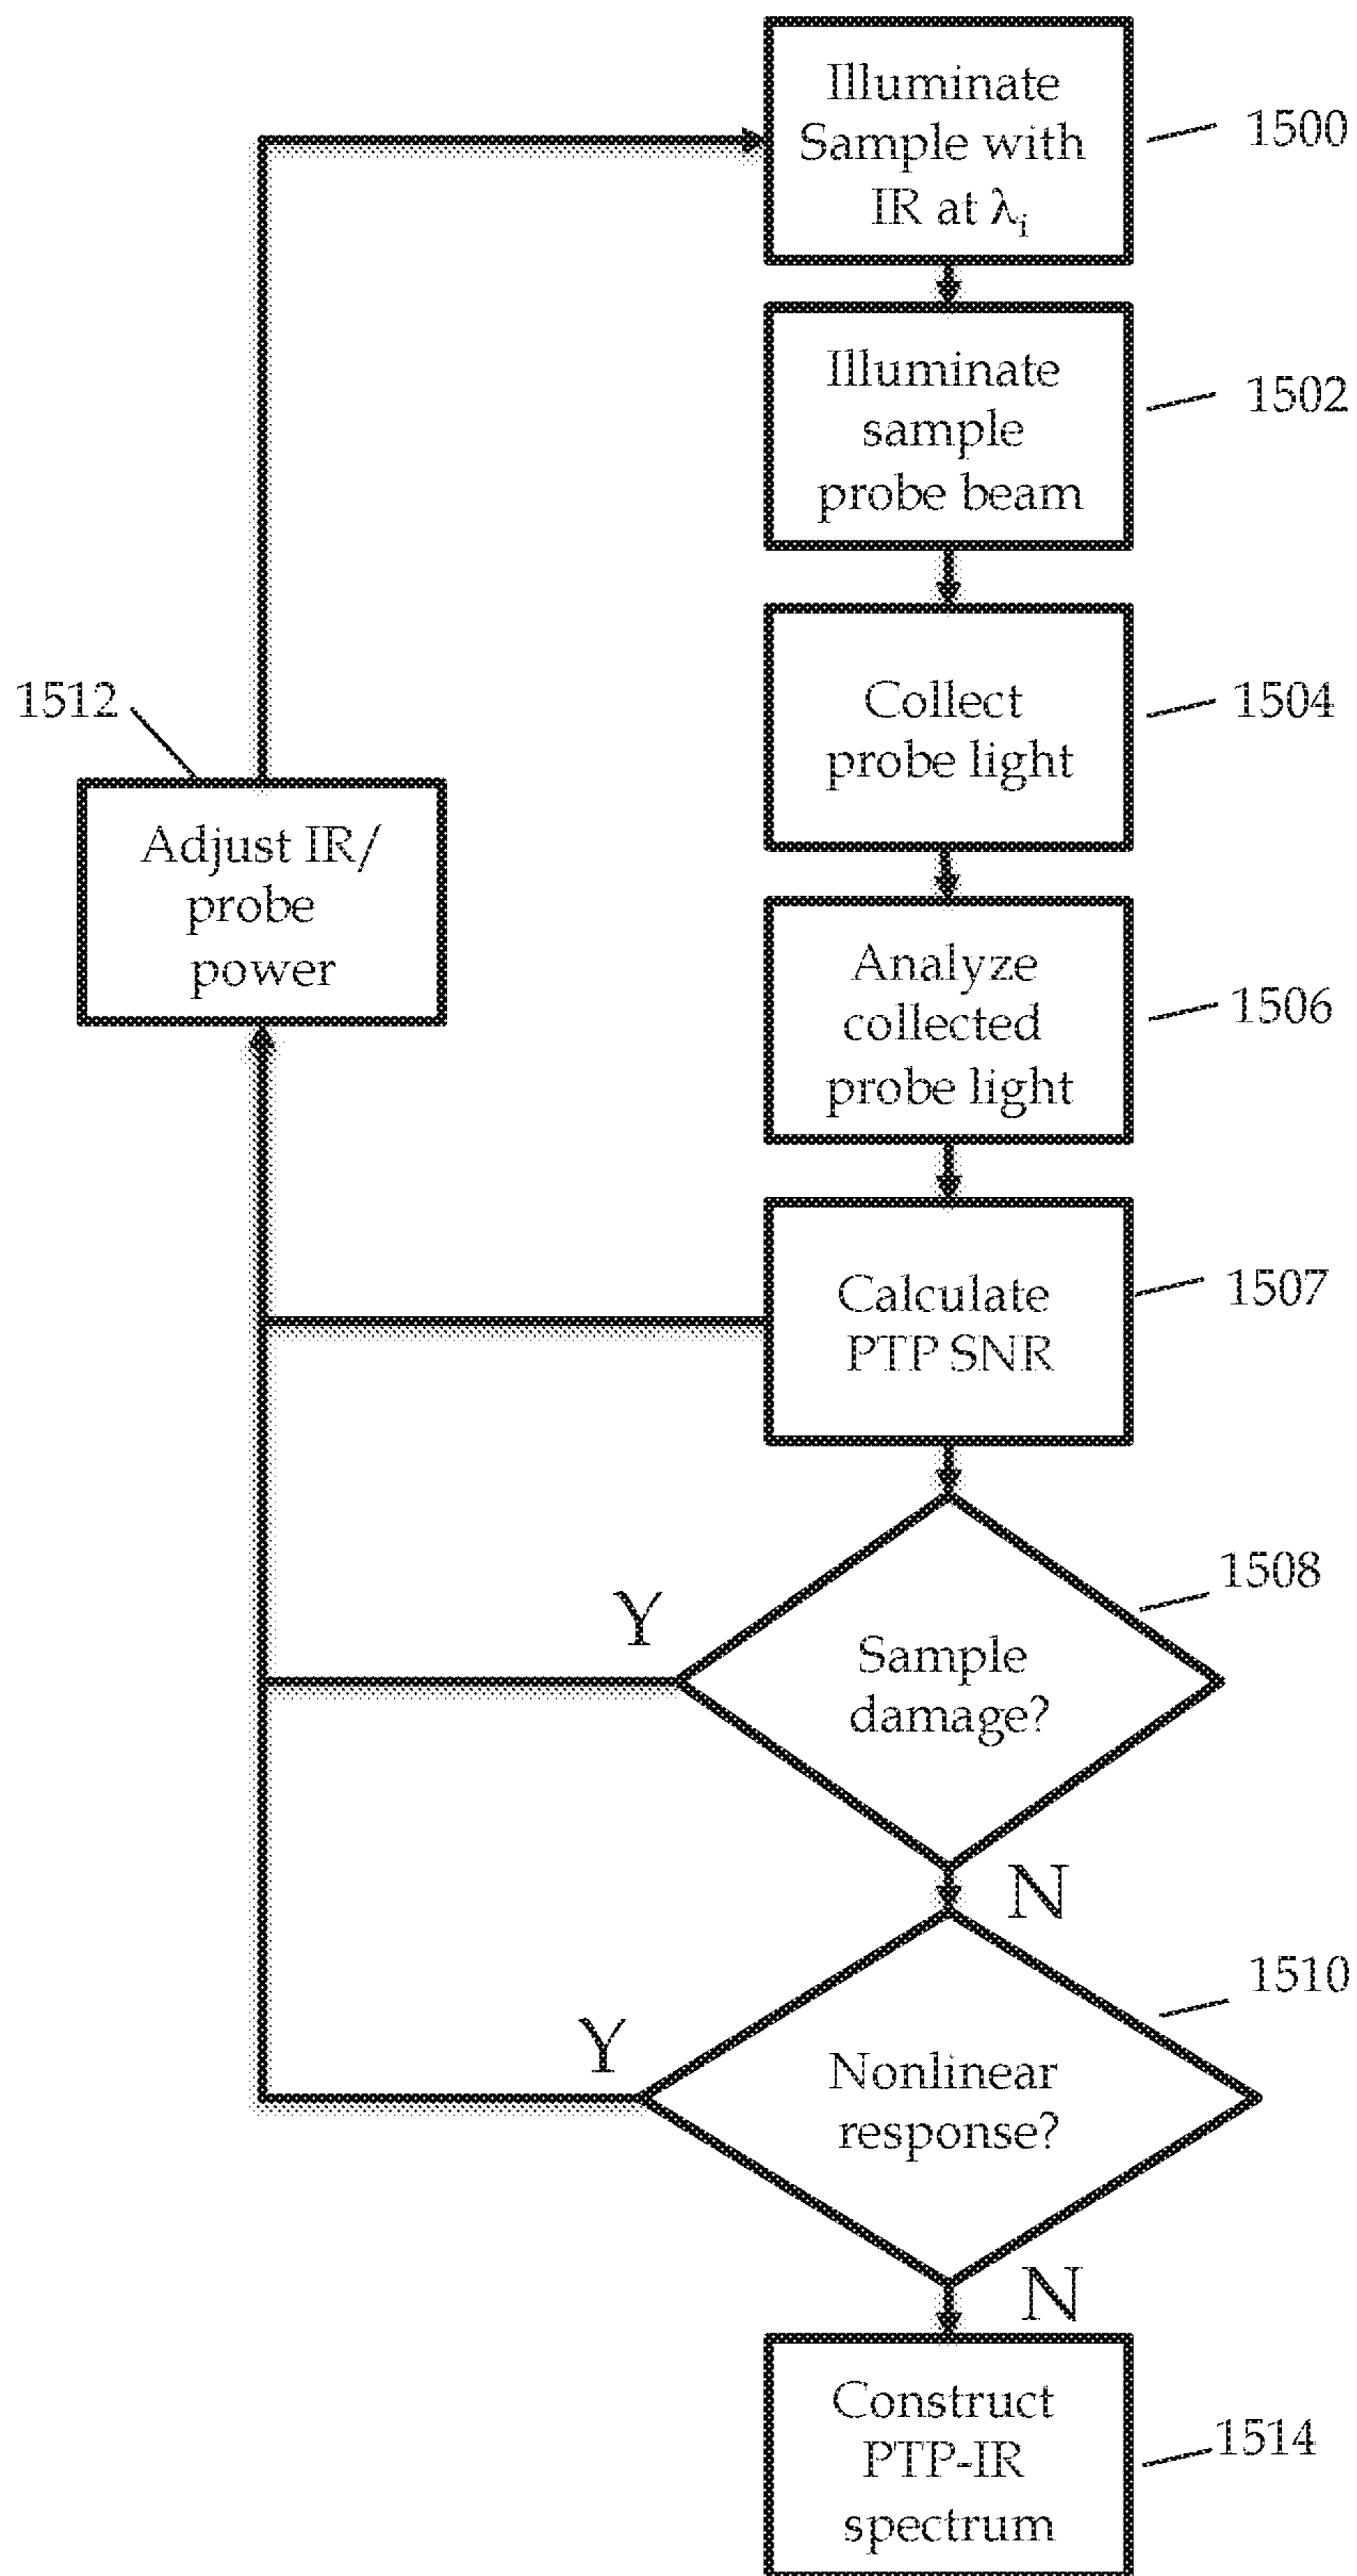 Illuminate
Sample with
IR at λi
1500
Illuminate
sample
probe beam
1502
Collect
probe light
1504
1512
Adjust IR/
probe
power
Analyze
collected
probe light
1506
Calculate
PTP SNR
1507
Sample
damage?
1508
Y
N
Nonlinear
response?
1510
Y
N
Construct
PTP-IR
spectrum
1514